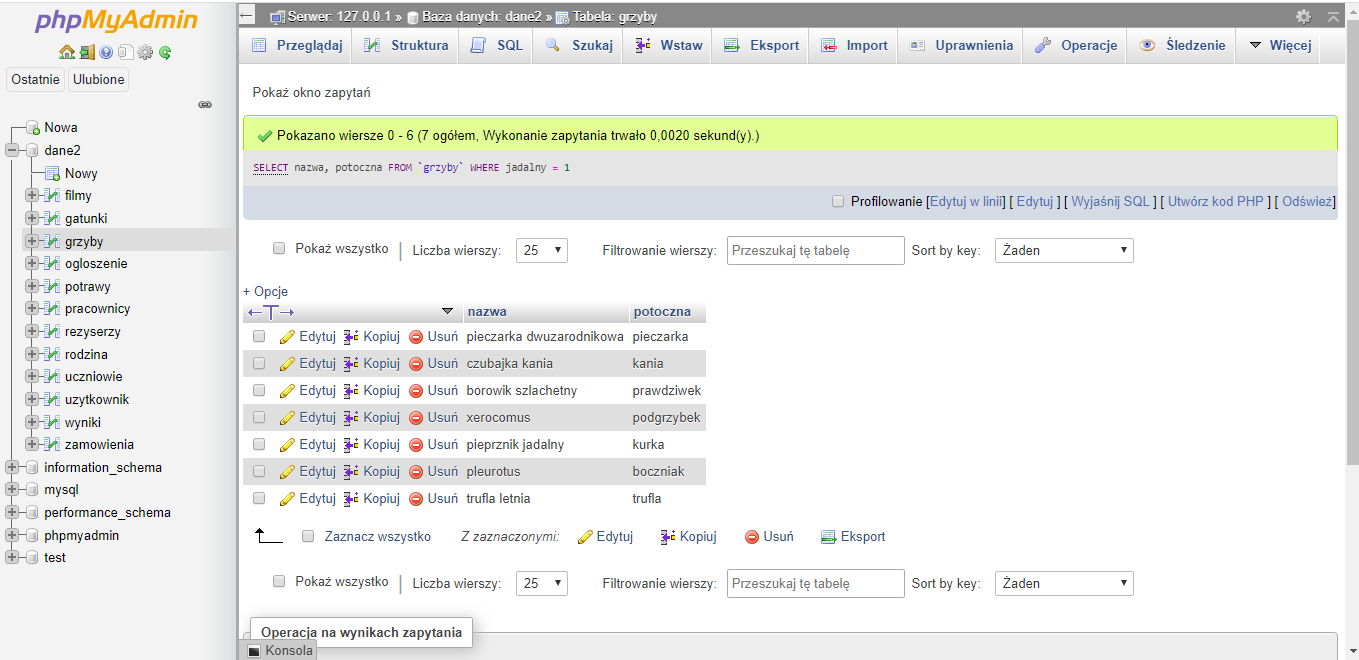 phpMyAdmin
Ostatnie Ulubione
Nowa
dane2
Nowy
filmy
gatunki
grzyby
ogloszenie
potrawy
pracownicy
rezyserzy
rodzina
uczniowie
uzytkownik
wyniki
zamowienia
information_schema
mysql
performance_schema
phpmyadmin
test
Serwer: 127.0.0.1 » Baza danych: dane2 » Tabela: grzyby
Przeglądaj Struktura SQL Szukaj Wstaw Eksport Import Uprawnienia Operacje Śledzenie Więcej
Pokaż okno zapytań
Pokazano wiersze 0 - 6 (7 ogółem, Wykonanie zapytania trwało 0,0020 sekund(y).)
SELECT nazwa, potoczna FROM `grzyby` WHERE jadalny = 1
Profilowanie [Edytuj w linii] [ Edytuj ] [ Wyjaśnij SQL ] [ Utwórz kod PHP ] [ Odśwież]
Pokaż wszystko | Liczba wierszy: 25 Filtrowanie wierszy: Przeszukaj tę tabelę Sort by key: Żaden
+ Opcje
←T→ nazwa potoczna
Edytuj Kopiuj Usuń pieczarka dwuzarodnikowa pieczarka
Edytuj Kopiuj Usuń czubajka kania kania
Edytuj Kopiuj Usuń borowik szlachetny prawdziwek
Edytuj Kopiuj Usuń xerocomus podgrzybek
Edytuj Kopiuj Usuń pieprznik jadalny kurka
Edytuj Kopiuj Usuń pleurotus boczniak
Edytuj Kopiuj Usuń trufla letnia trufla
Zaznacz wszystko Z zaznaczonymi: Edytuj Kopiuj Usuń Eksport
Pokaż wszystko | Liczba wierszy: 25 Filtrowanie wierszy: Przeszukaj tę tabelę Sort by key: Żaden
Operacja na wynikach zapytania
Konsola